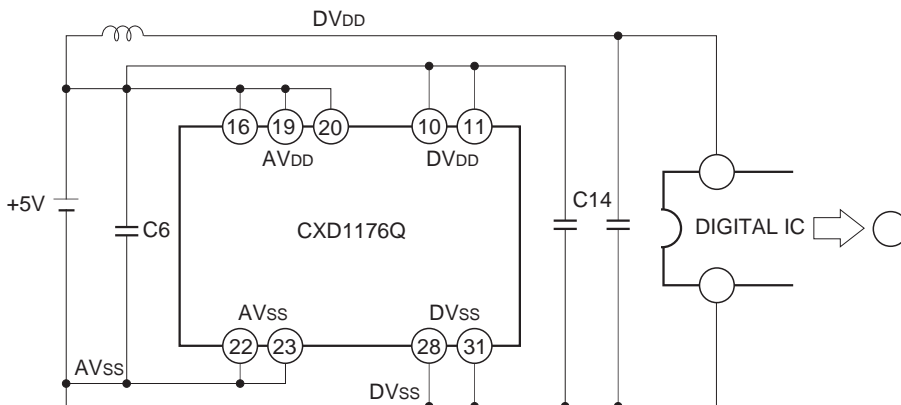 DVDD
16 19 20 10 11
AVDD DVDD
+5V C6 CXD1176Q C14 DIGITAL IC
AVSS DVSS
22 23 28 31
AVSS
DVSS